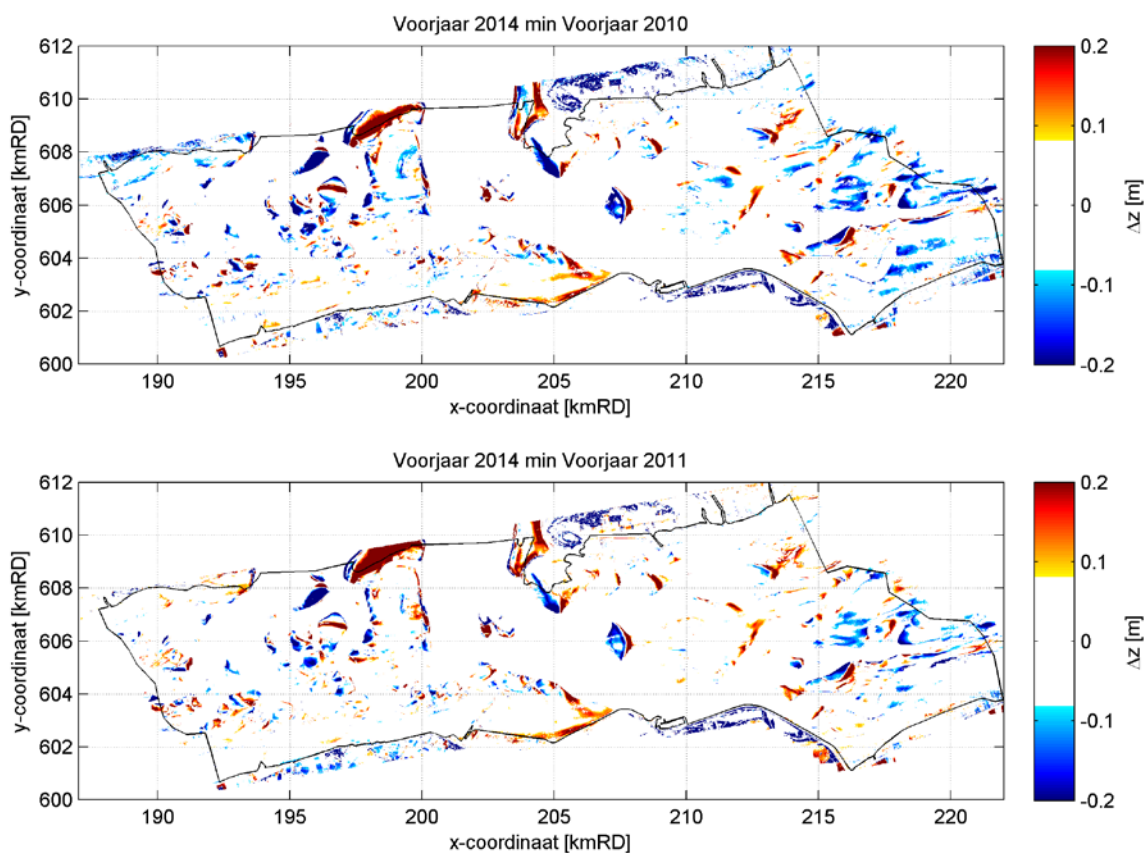 Voorjaar 2014 min Voorjaar 2010
612
610
608
606
604
602
600
y-coordinaat [kmRD]
190 195 200 205 210 215 220
x-coordinaat [kmRD]
0.2
0.1
0
-0.1
-0.2
Δz [m]
Voorjaar 2014 min Voorjaar 2011
612
610
608
606
604
602
600
y-coordinaat [kmRD]
190 195 200 205 210 215 220
x-coordinaat [kmRD]
0.2
0.1
0
-0.1
-0.2
Δz [m]